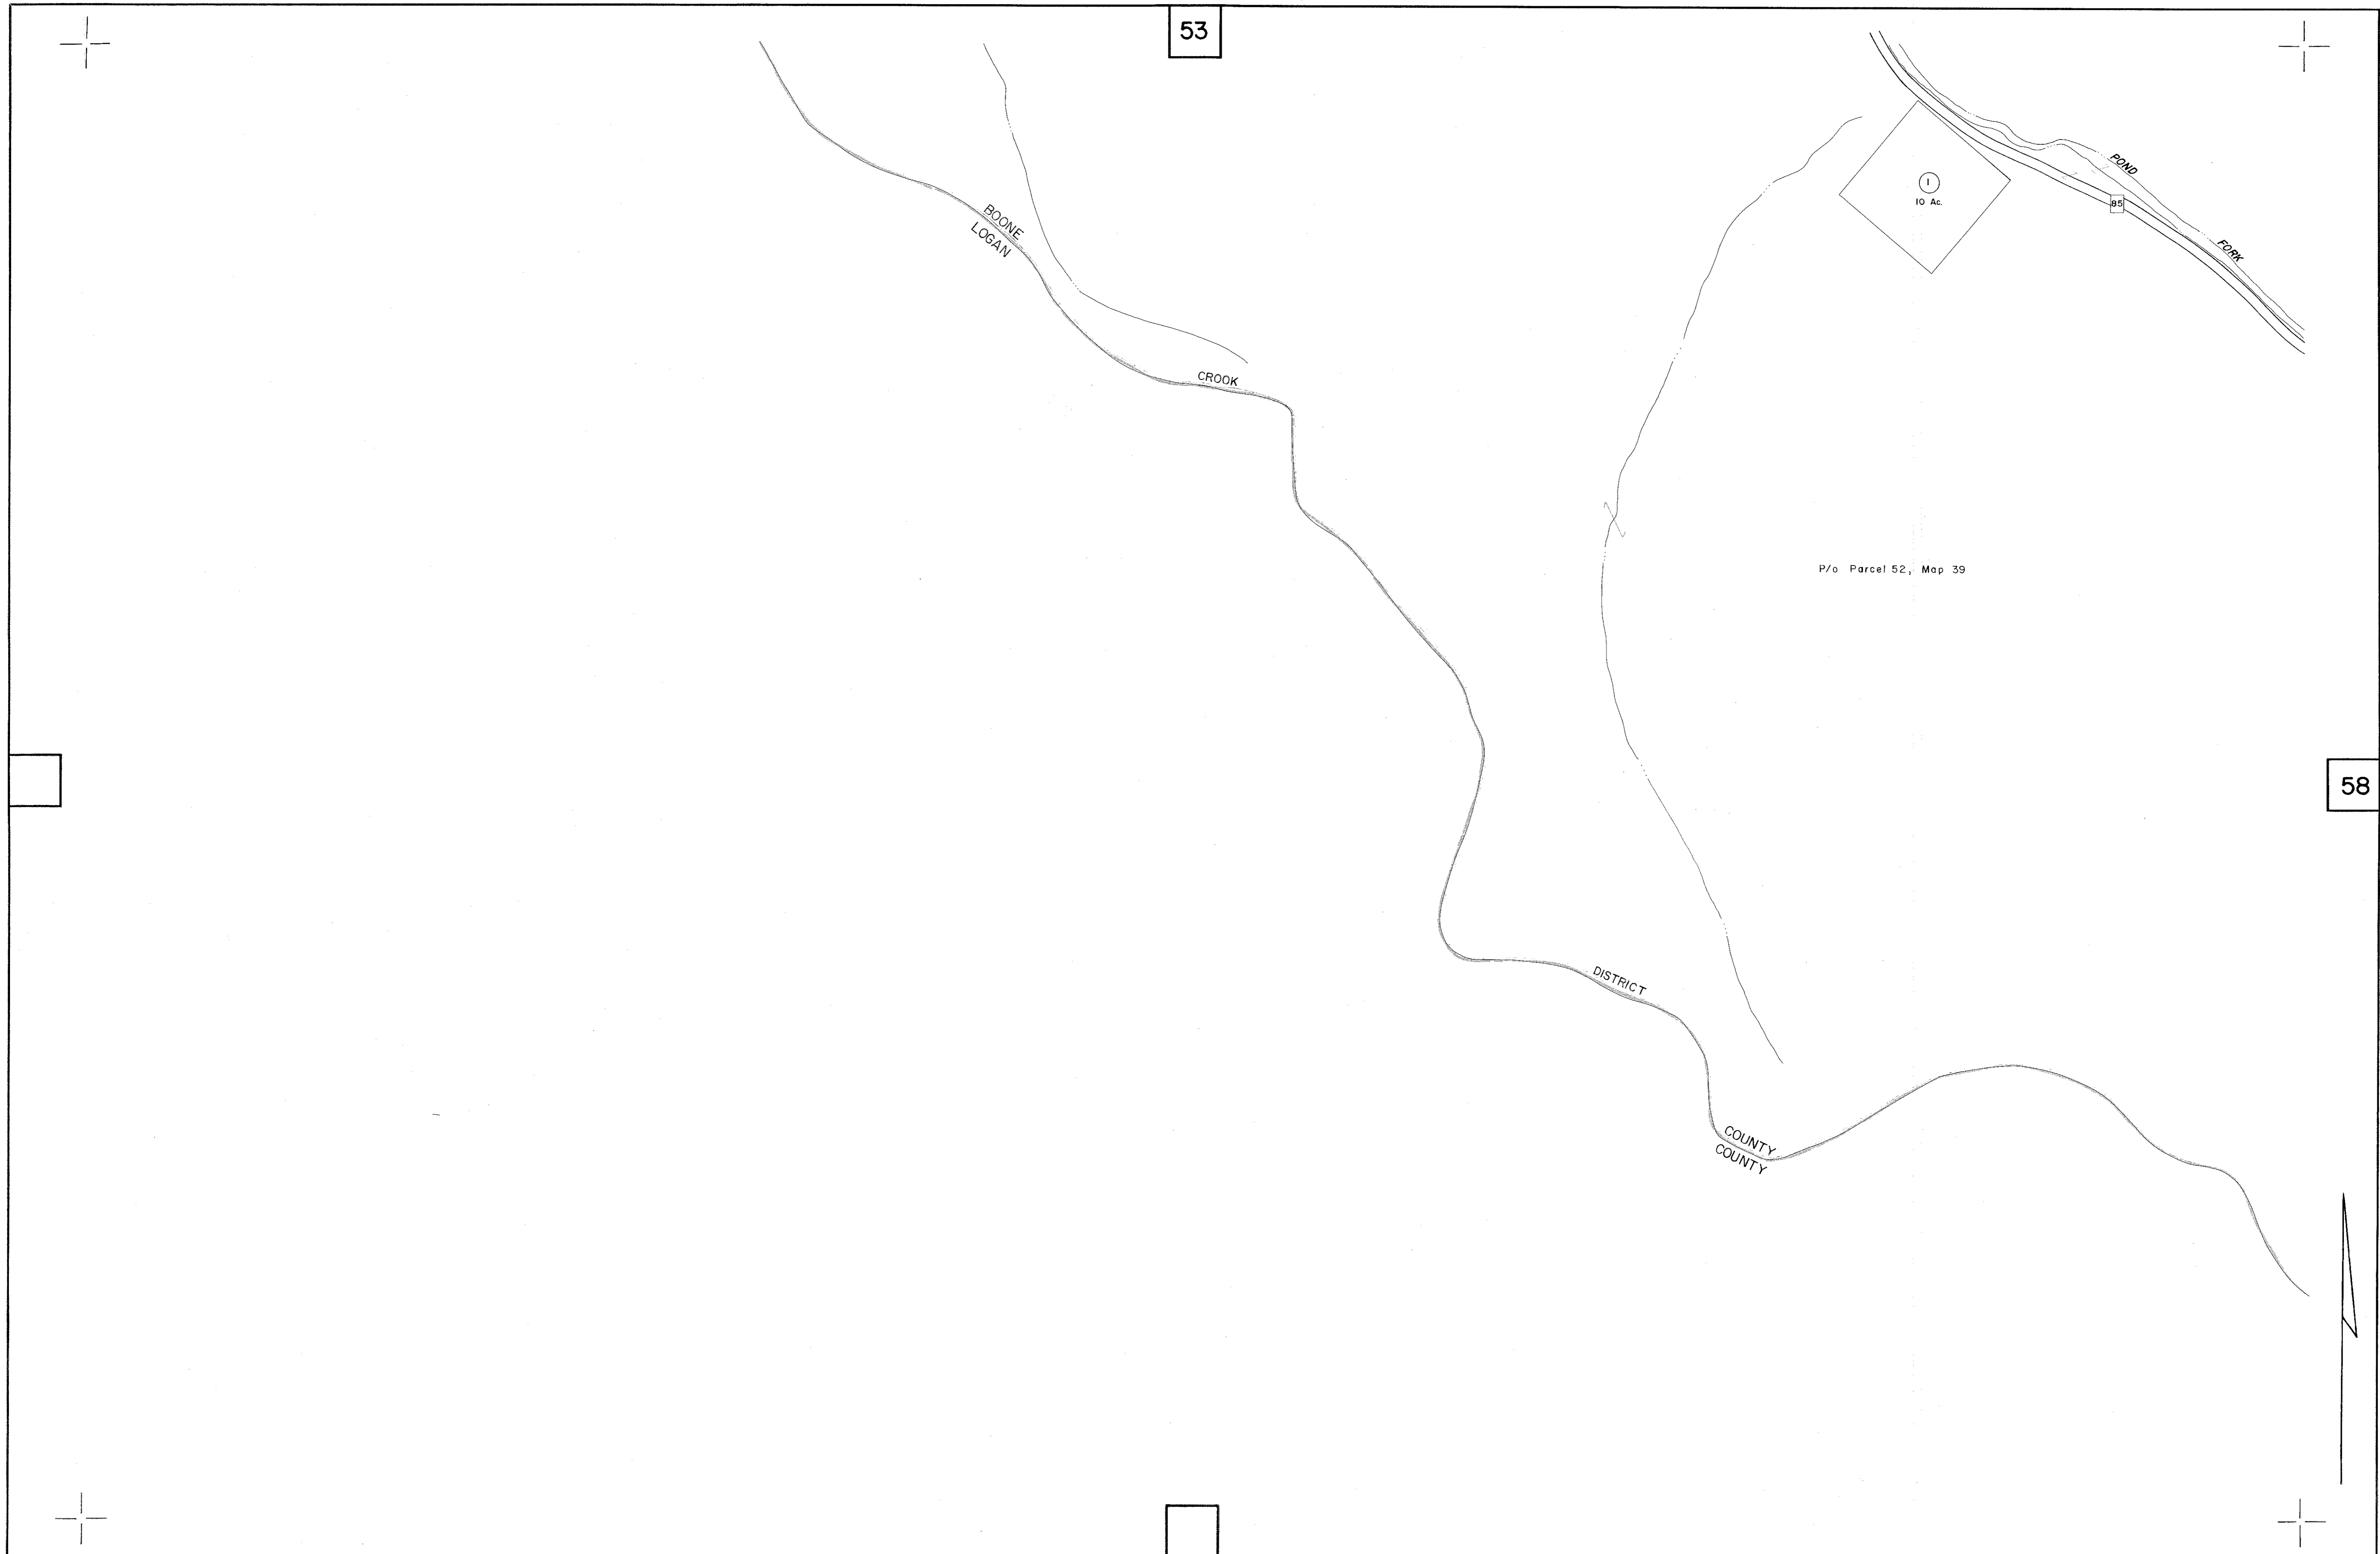 53
POND
FORK
85
1
10 Ac.
BOONE
LOGAN
CROOK
P/o Parcel 52, Map 39
58
DISTRICT
COUNTY
COUNTY